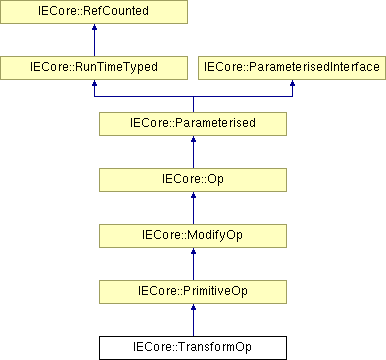 IECore::RefCounted
IECore::RunTimeTyped
IECore::ParameterisedInterface
IECore::Parameterised
IECore::Op
IECore::ModifyOp
IECore::PrimitiveOp
IECore::TransformOp